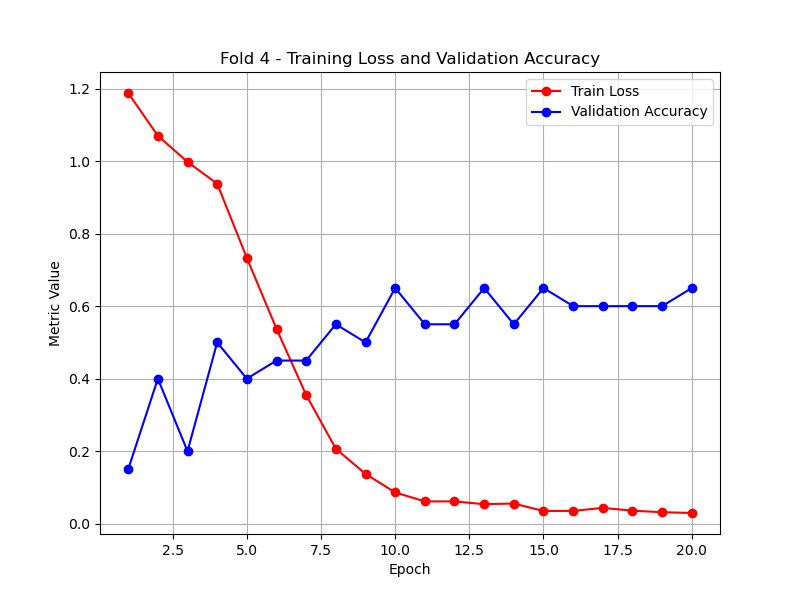 Fold 4 - Training Loss and Validation Accuracy
Train Loss
Validation Accuracy
Metric Value
1.2
1.0
0.8
0.6
0.4
0.2
0.0
2.5 5.0 7.5 10.0 12.5 15.0 17.5 20.0
Epoch